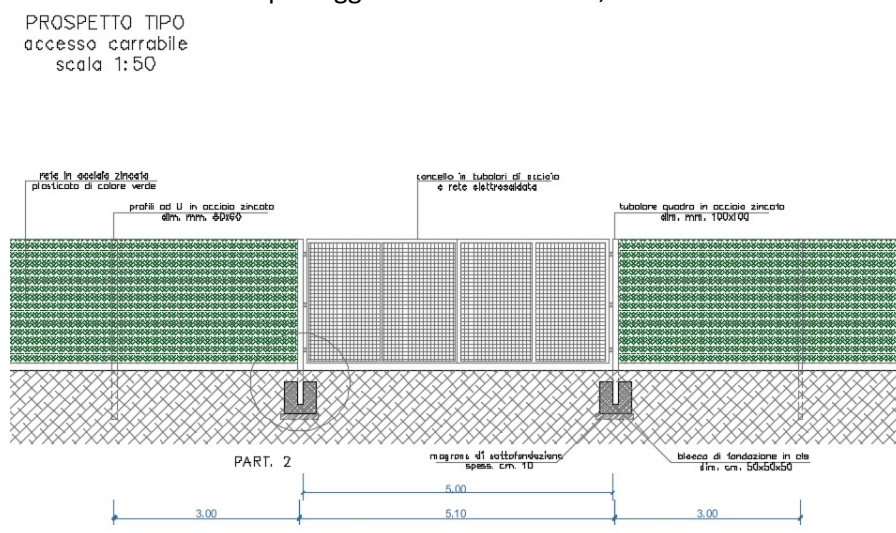 PROSPETTO TIPO
accesso carrabile
scala 1:50
rete in acciaio zincato
plasticato di colore verde
cancello in tubolari di acciaio
e rete elettrosaldata
profili ad U in acciaio zincato
dim. mm.
tubolare quadro in acciaio zincato
dim. mm. 100x100
PART. 2
magrone di sottofondazione
spess. cm. 10
blocco di fondazione in cls
dim. cm. 50x50x50
5.00
3.00
5.10
3.00